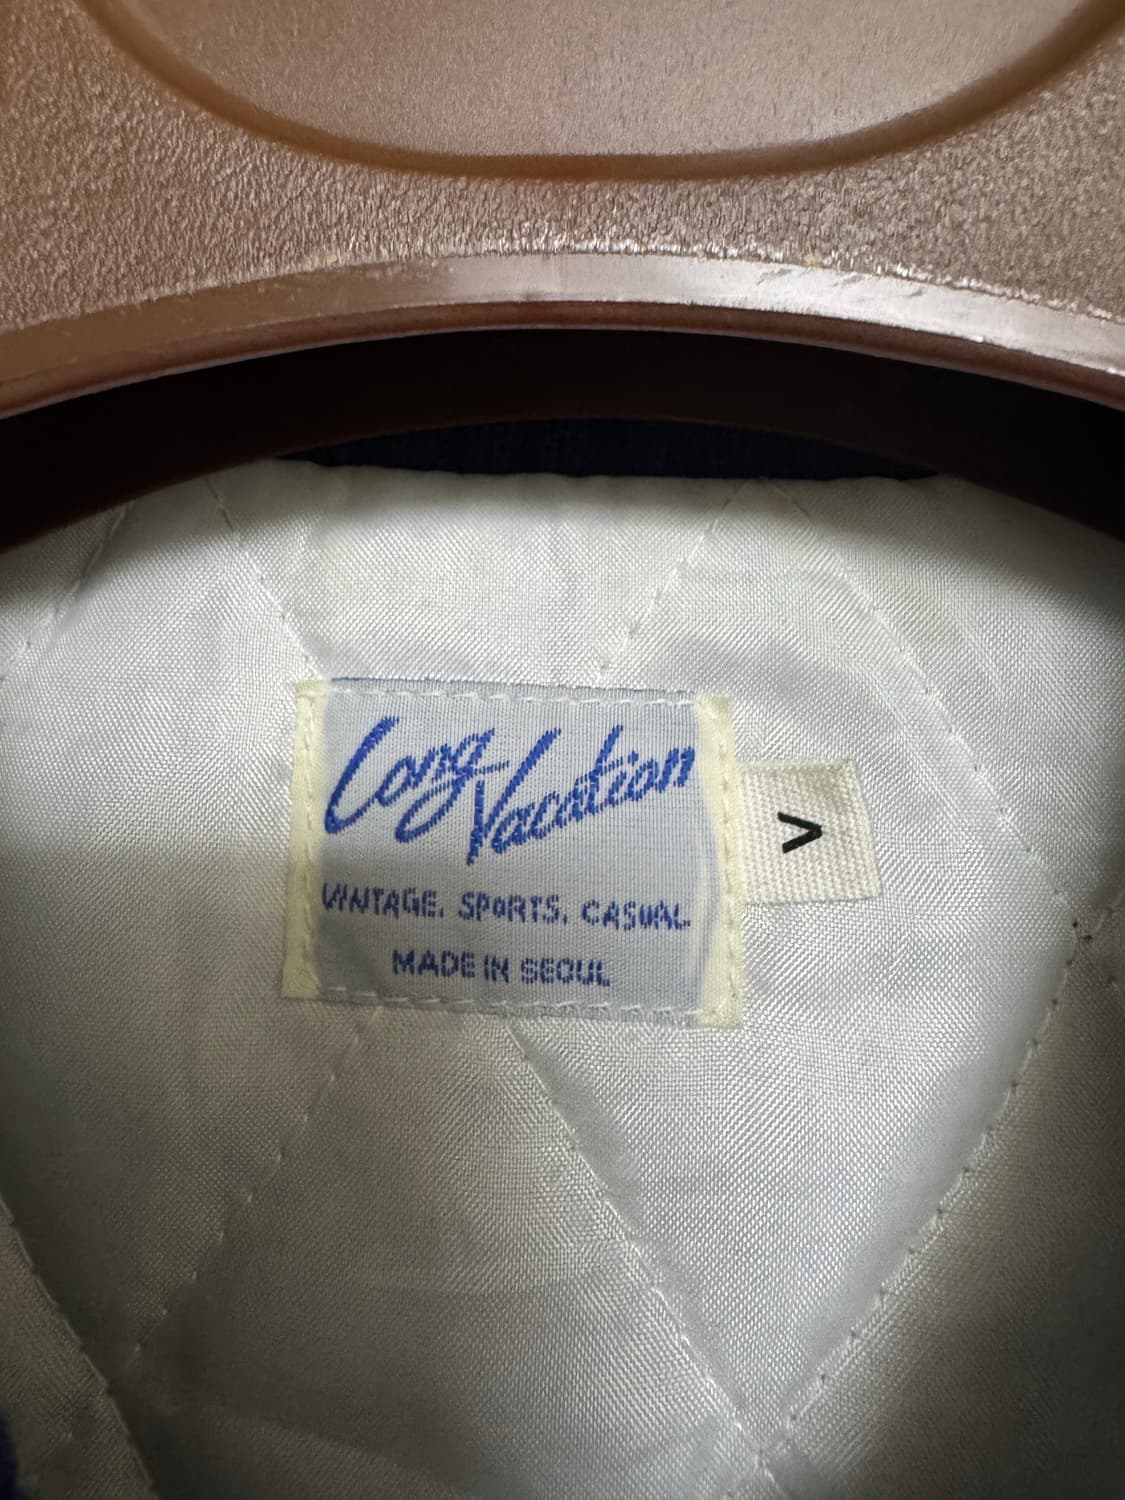 Long
Vacation
VINTAGE. SPORTS. CASUAL
MADE IN SEOUL
V